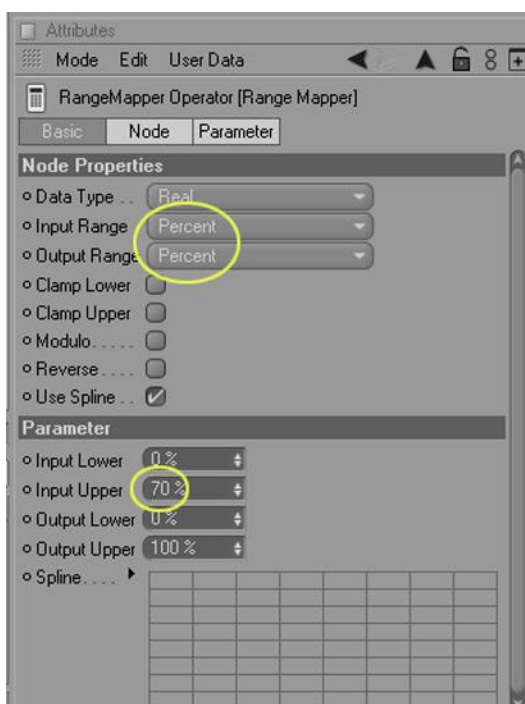 Attributes
Mode Edit User Data
RangeMapper Operator [Range Mapper]
Basic Node Parameter
Node Properties
Data Type . . Real
Input Range Percent
Output Range Percent
Clamp Lower
Clamp Upper
Modulo. . . . .
Reverse. . . .
Use Spline . .
Parameter
Input Lower 0 %
Input Upper 70 %
Output Lower 0 %
Output Upper 100 %
Spline. . . .